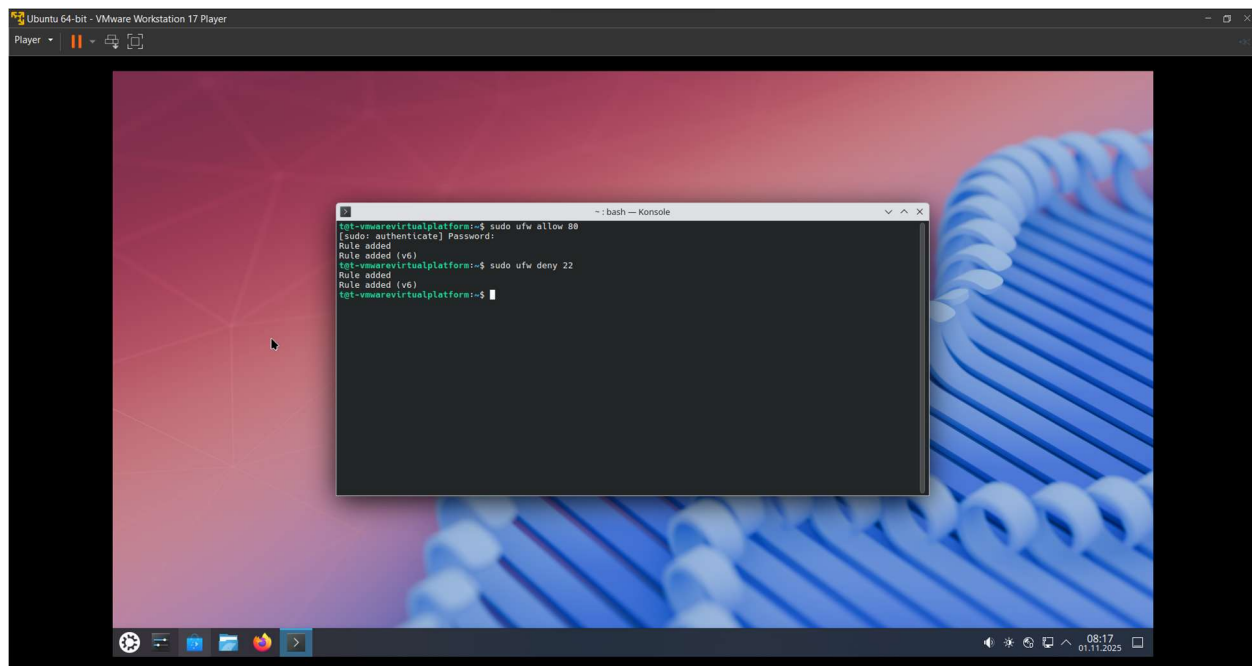 Ubuntu 64-bit - VMware Workstation 17 Player
Player
~ : bash — Konsole
t@t-vmwarevirtualplatform:~$ sudo ufw allow 80
[sudo: authenticate] Password:
Rule added
Rule added (v6)
t@t-vmwarevirtualplatform:~$ sudo ufw deny 22
Rule added
Rule added (v6)
t@t-vmwarevirtualplatform:~$
08:17
01.11.2025